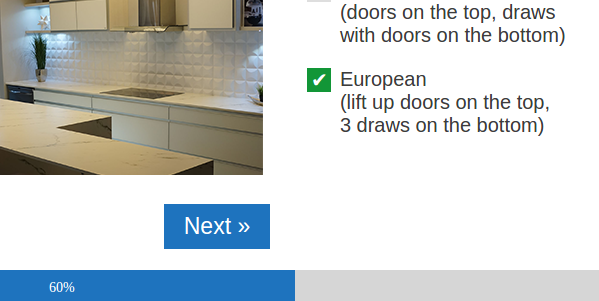 (doors on the top, draws
with doors on the bottom)
European
(lift up doors on the top,
3 draws on the bottom)
Next »
60%